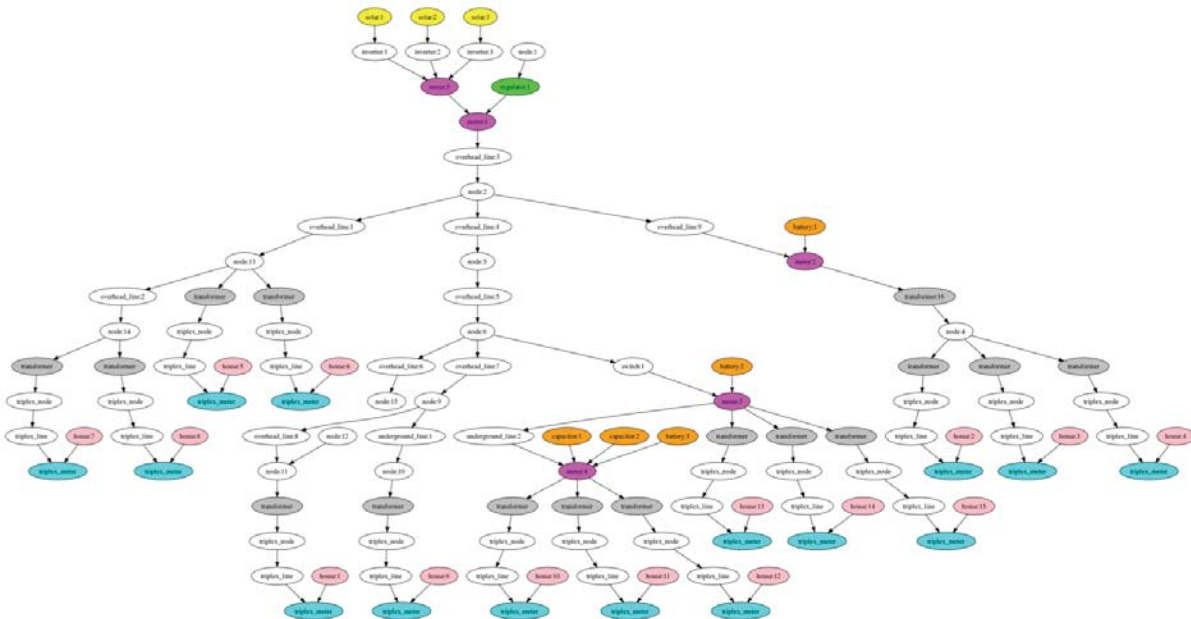 solar:1 solar:2 solar:3
inverter:1 inverter:2 inverter:3 node:1
meter:5 regulator:1
meter:1
overhead_line:3
node:2
overhead_line:1 overhead_line:4 overhead_line:9 battery:1
node:13 node:3 meter:2
overhead_line:2 transformer transformer overhead_line:5 transformer:16
node:14 triplex_node triplex_node node:6 node:4
transformer transformer triplex_line house:5 triplex_line house:6 overhead_line:6 overhead_line:7 switch:1 battery:2 transformer transformer transformer
triplex_node triplex_node triplex_meter triplex_meter node:15 node:9 meter:3 triplex_node triplex_node triplex_node
triplex_line house:7 triplex_line house:8 overhead_line:8 node:12 underground_line:1 underground_line:2 capacitor:1 capacitor:2 battery:3 transformer transformer transformer triplex_line house:2 triplex_line house:3 triplex_line house:4
triplex_meter triplex_meter node:11 node:10 meter:4 triplex_node triplex_node triplex_node triplex_meter triplex_meter triplex_meter
transformer transformer transformer transformer transformer triplex_line house:13 triplex_line house:14 triplex_line house:15
triplex_node triplex_node triplex_node triplex_node triplex_node triplex_meter triplex_meter triplex_meter
triplex_line house:1 triplex_line house:9 triplex_line house:10 triplex_line house:11 triplex_line house:12
triplex_meter triplex_meter triplex_meter triplex_meter triplex_meter